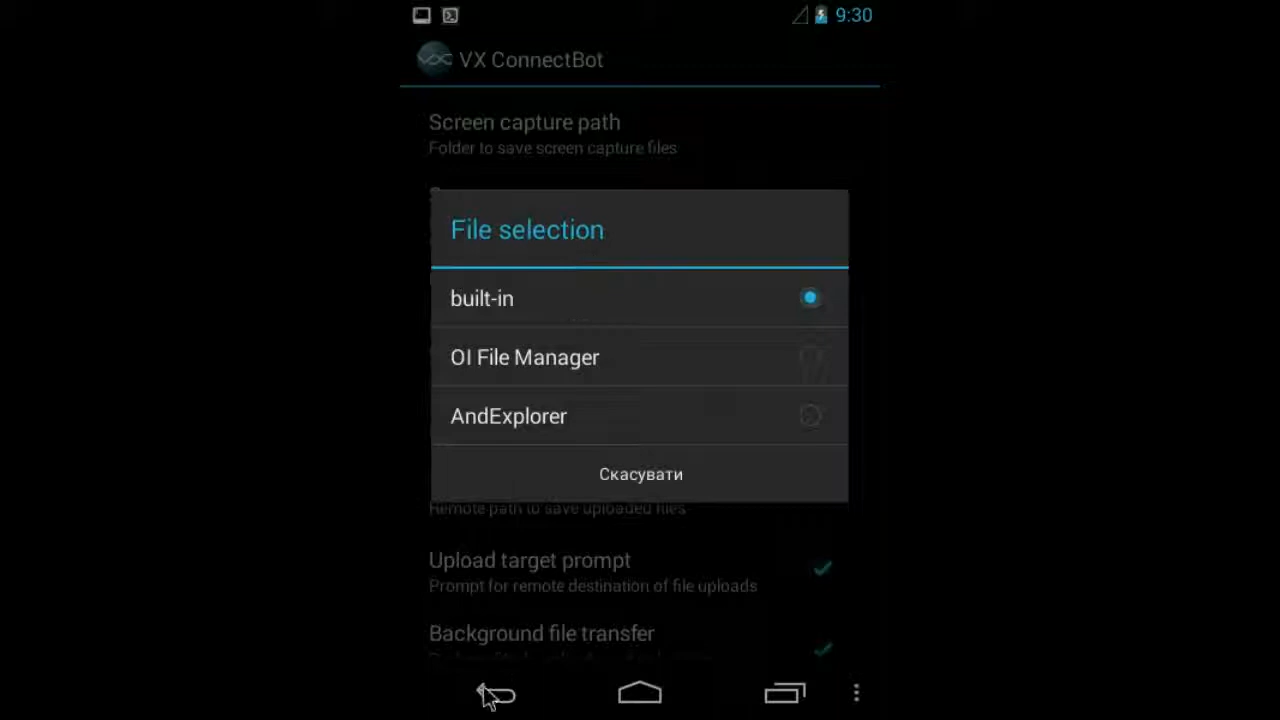 9:30
VX ConnectBot
Screen capture path
Folder to save screen capture files
File selection
built-in
OI File Manager
AndExplorer
Скасувати
Remote path to save uploaded files
Upload target prompt
Prompt for remote destination of file uploads
Background file transfer